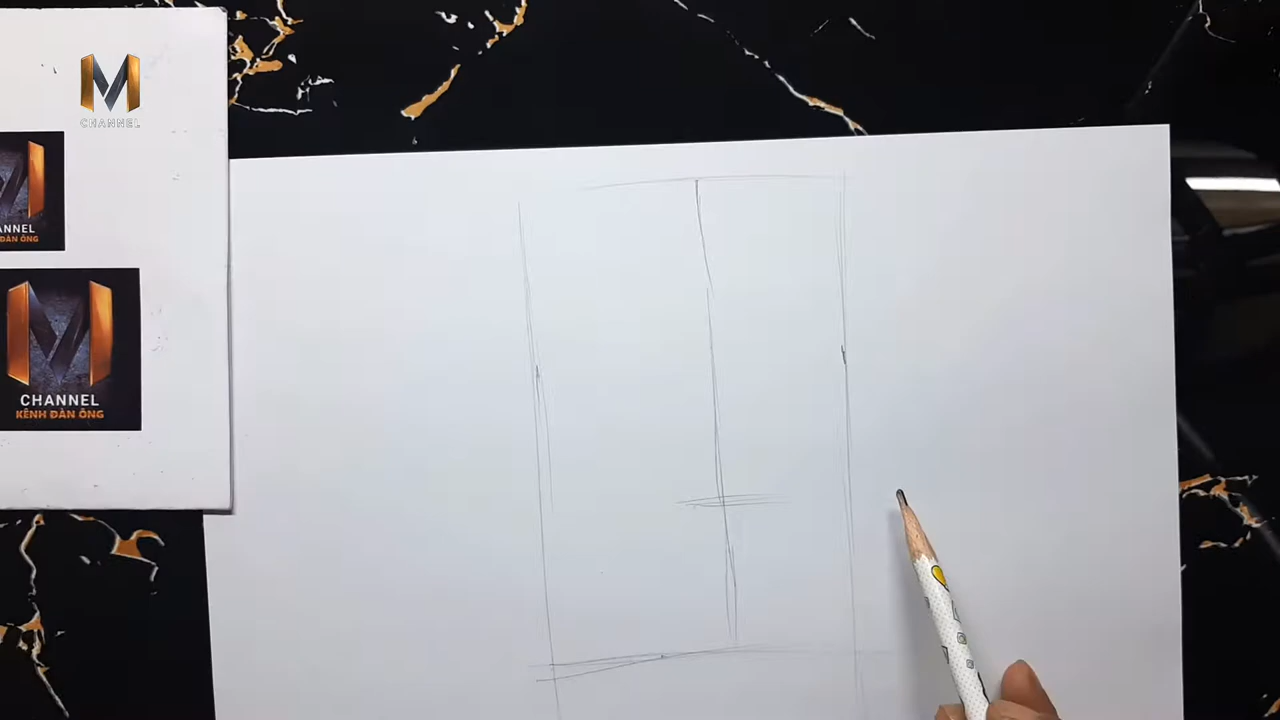 M
CHANNEL
ANNEL
ĐÀN ÔNG
M
CHANNEL
KÊNH ĐÀN ÔNG